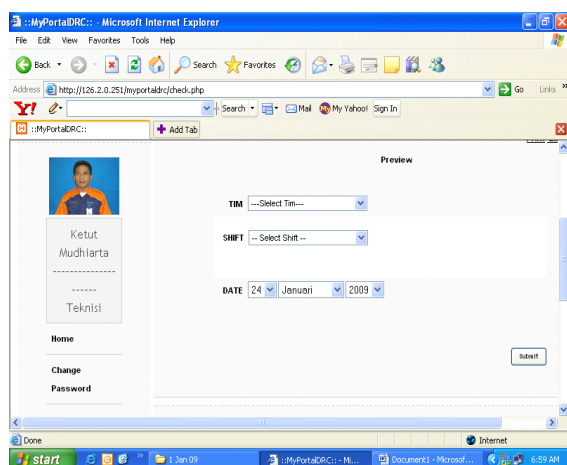 ::MyPortalDRC:: - Microsoft Internet Explorer
File Edit View Favorites Tools Help
Back Search Favorites
Address http://126.2.0.251/myportaldrc/check.php Go Links »
Y! Search Mail My Yahoo! Sign In
::MyPortalDRC:: Add Tab
Preview
TIM ---Slelect Tim---
Ketut
Mudhiarta
---------------
------
Teknisi
SHIFT -- Select Shift --
DATE 24 Januari 2009
Home
Submit
Change
Password
Done Internet
start » 1 Jan 09 ::MyPortalDRC:: - Mi... Document1 - Microsof... 6:59 AM